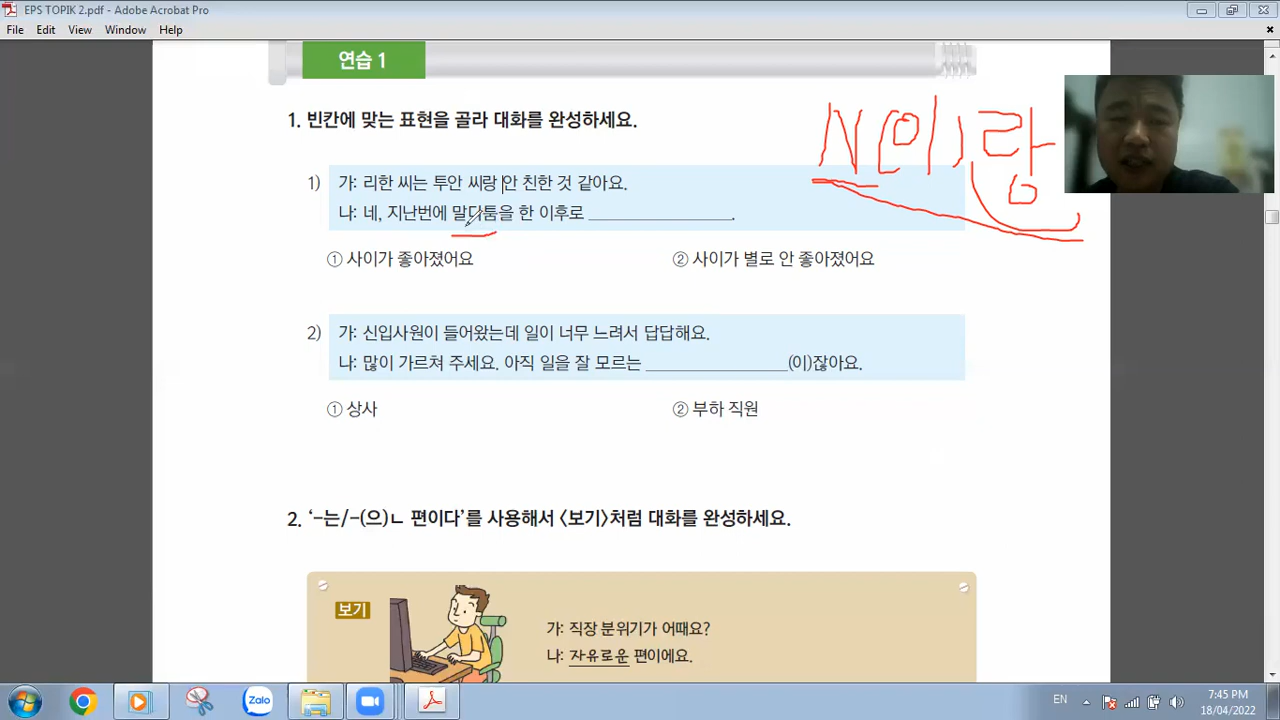 EPS TOPIK 2.pdf - Adobe Acrobat Pro
File Edit View Window Help
연습 1
1. 빈칸에 맞는 표현을 골라 대화를 완성하세요.
N(이)랑
1) 가: 리한 씨는 투안 씨랑 안 친한 것 같아요.
나: 네, 지난번에 말다툼을 한 이후로 ________________.
① 사이가 좋아졌어요 ② 사이가 별로 안 좋아졌어요
2) 가: 신입사원이 들어왔는데 일이 너무 느려서 답답해요.
나: 많이 가르쳐 주세요. 아직 일을 잘 모르는 ________________(이)잖아요.
① 상사 ② 부하 직원
2. ‘-는/-(으)ㄴ 편이다’를 사용해서 〈보기〉처럼 대화를 완성하세요.
보기
가: 직장 분위기가 어때요?
나: 자유로운 편이에요.
Zalo
EN
7:45 PM
18/04/2022